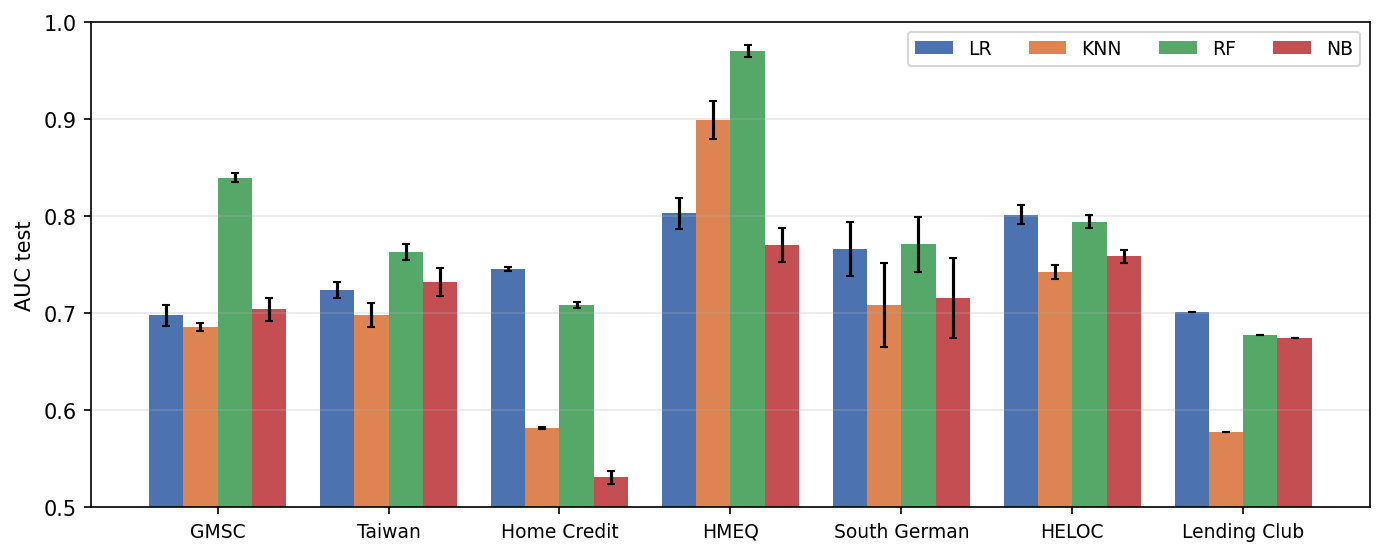 1.0
0.9
0.8
0.7
0.6
0.5
AUC test
LR KNN RF NB
GMSC Taiwan Home Credit HMEQ South German HELOC Lending Club